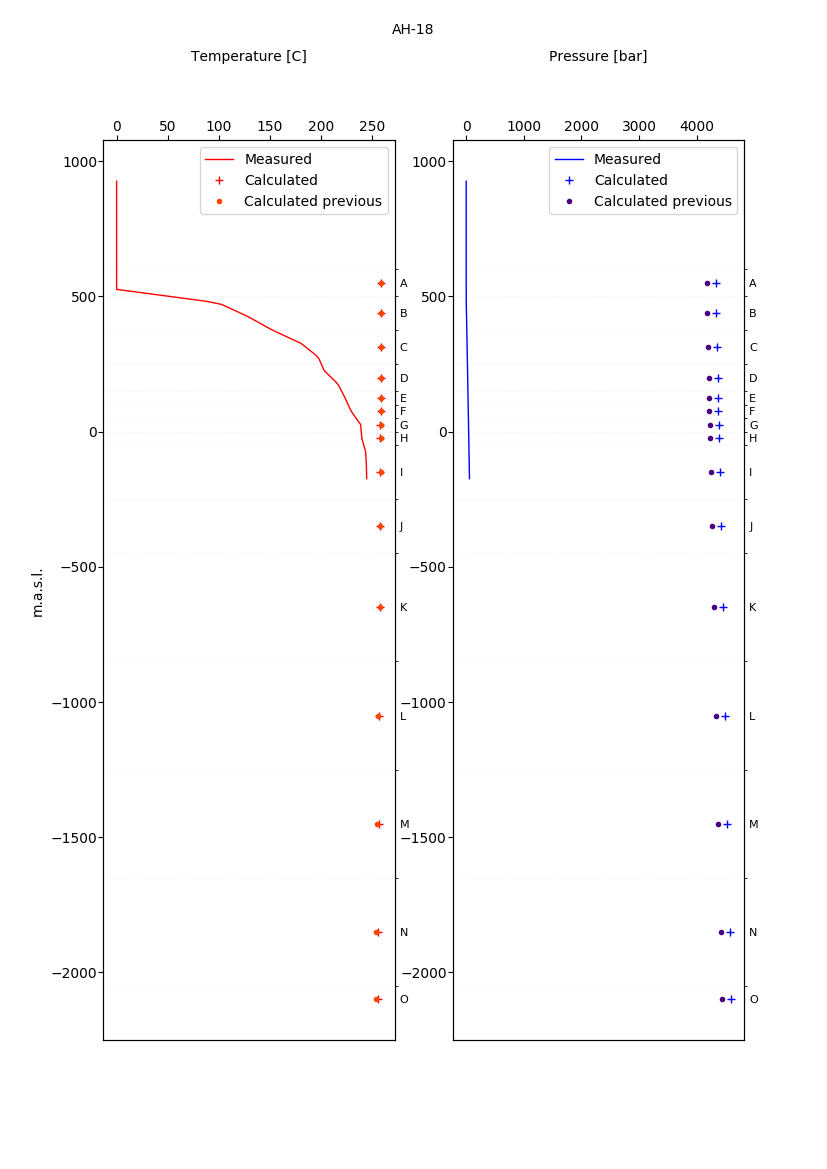 AH-18
Temperature [C]
Pressure [bar]
0 50 100 150 200 250
0 1000 2000 3000 4000
Measured
Calculated
Calculated previous
Measured
Calculated
Calculated previous
m.a.s.l.
1000
500
0
−500
−1000
−1500
−2000
A
B
C
D
E
F
G
H
I
J
K
L
M
N
O
1000
500
0
−500
−1000
−1500
−2000
A
B
C
D
E
F
G
H
I
J
K
L
M
N
O